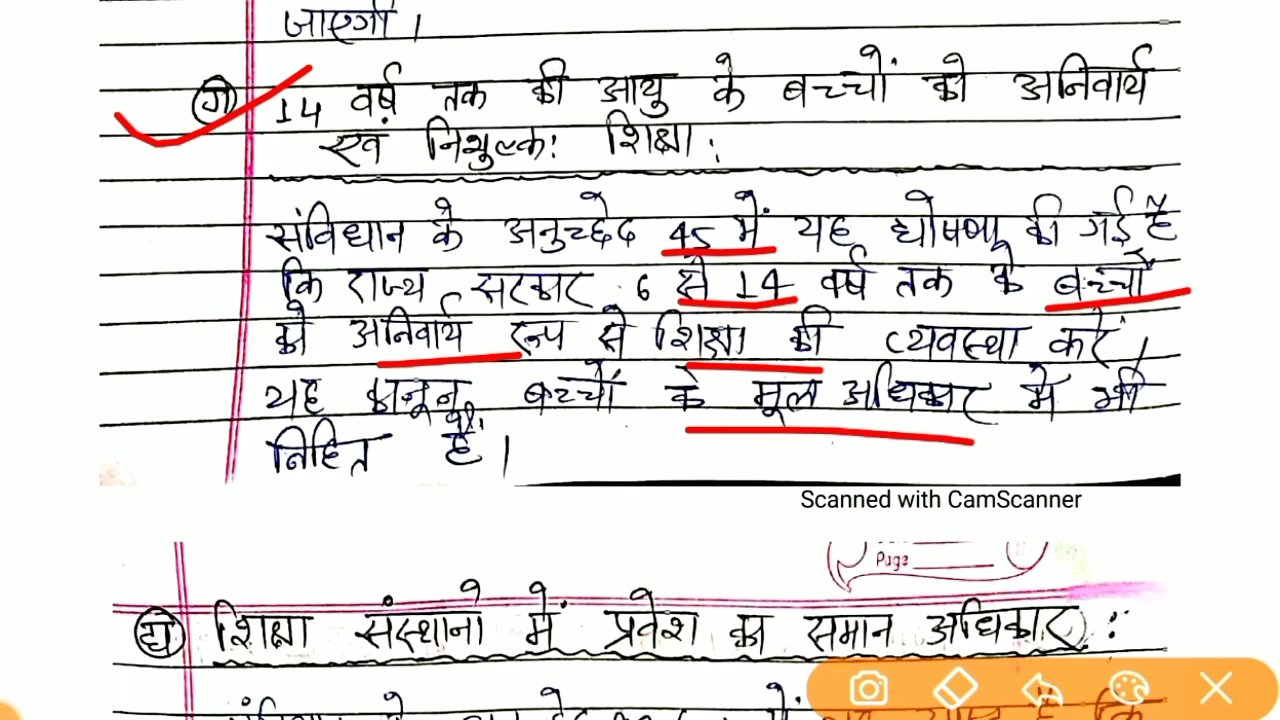 जाएगी।
(ग) 14 वर्ष तक की आयु के बच्चों को अनिवार्य
एवं निशुल्क: शिक्षा:
संविधान के अनुच्छेद 45 में यह घोषणा की गई है
कि राज्य सरकार 6 से 14 वर्ष तक के बच्चों
को अनिवार्य रूप से शिक्षा की व्यवस्था करें।
यह कानून बच्चों के मूल अधिकार में भी
निहित है।
Scanned with CamScanner
Page
(घ) शिक्षा संस्थानो में प्रवेश का समान अधिकार: